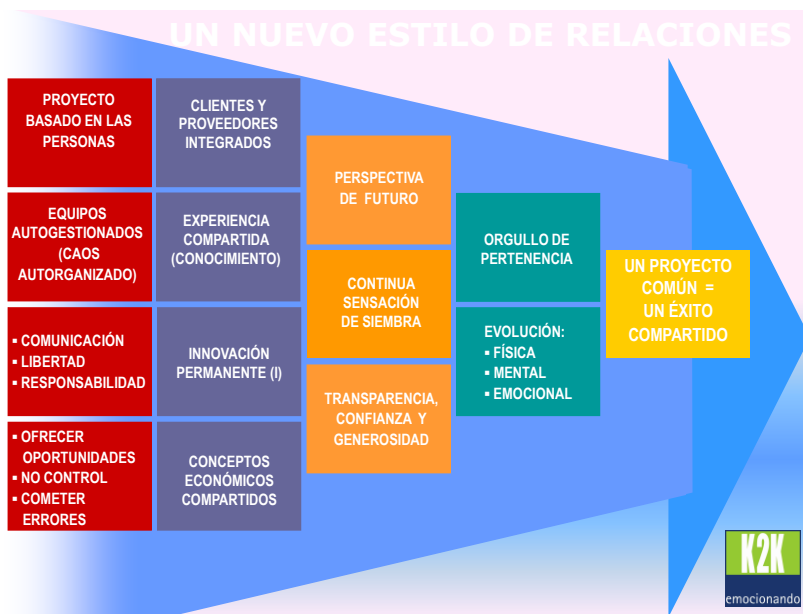 UN NUEVO ESTILO DE RELACIONES
PROYECTO
BASADO EN LAS
PERSONAS
EQUIPOS
AUTOGESTIONADOS
(CAOS
AUTORGANIZADO)
▪ COMUNICACIÓN
▪ LIBERTAD
▪ RESPONSABILIDAD
▪ OFRECER
OPORTUNIDADES
▪ NO CONTROL
▪ COMETER
ERRORES
CLIENTES Y
PROVEEDORES
INTEGRADOS
EXPERIENCIA
COMPARTIDA
(CONOCIMIENTO)
INNOVACIÓN
PERMANENTE (I)
CONCEPTOS
ECONÓMICOS
COMPARTIDOS
PERSPECTIVA
DE FUTURO
CONTINUA
SENSACIÓN
DE SIEMBRA
TRANSPARENCIA,
CONFIANZA Y
GENEROSIDAD
ORGULLO DE
PERTENENCIA
EVOLUCIÓN:
▪ FÍSICA
▪ MENTAL
▪ EMOCIONAL
UN PROYECTO
COMÚN =
UN ÉXITO
COMPARTIDO
K2K
emocionando